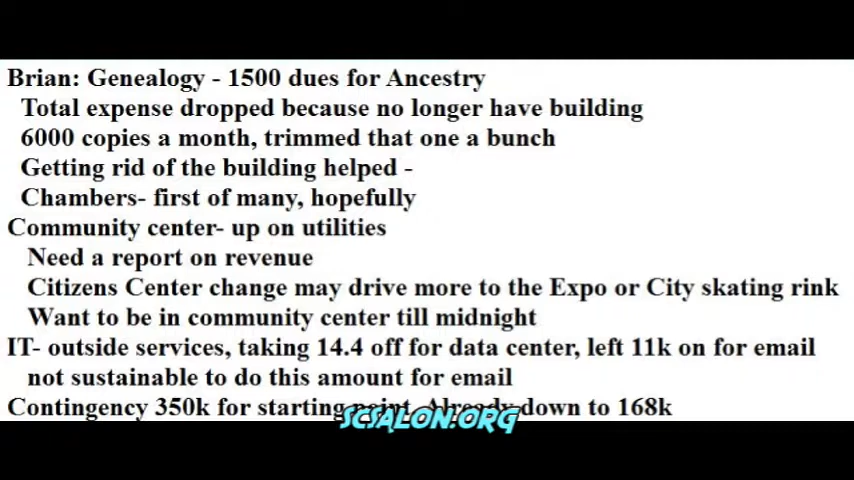 Brian: Genealogy - 1500 dues for Ancestry
Total expense dropped because no longer have building
6000 copies a month, trimmed that one a bunch
Getting rid of the building helped -
Chambers- first of many, hopefully
Community center- up on utilities
Need a report on revenue
Citizens Center change may drive more to the Expo or City skating rink
Want to be in community center till midnight
IT- outside services, taking 14.4 off for data center, left 11k on for email
not sustainable to do this amount for email
Contingency 350k for starting point. Already down to 168k
SCSALON.ORG